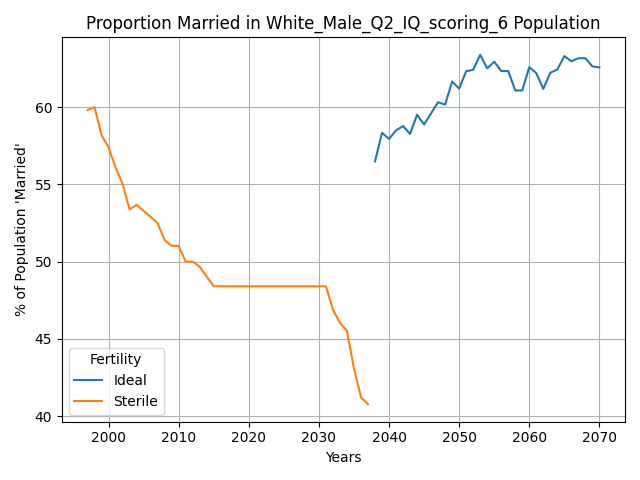 Proportion Married in White_Male_Q2_IQ_scoring_6 Population
% of Population 'Married'
60
55
50
45
40
Fertility
Ideal
Sterile
2000 2010 2020 2030 2040 2050 2060 2070
Years